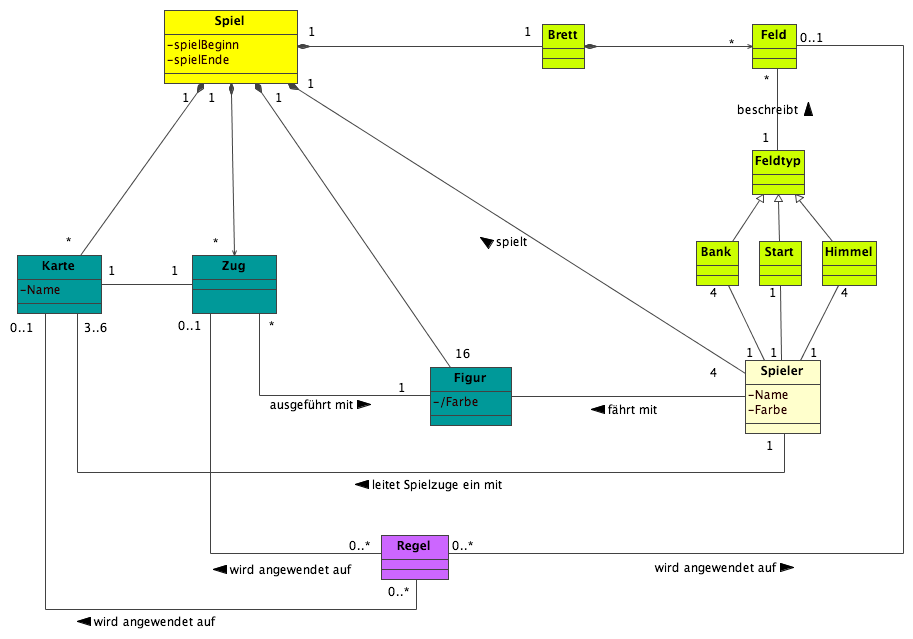 Spiel
-spielBeginn
-spielEnde
1
1
Brett
*
Feld
0..1
1
1
1
1
*
beschreibt
1
Feldtyp
Bank
Start
Himmel
4
1
4
*
*
spielt
Karte
-Name
1
1
Zug
0..1
3..6
0..1
*
16
Figur
-/Farbe
1
ausgeführt mit
fährt mit
4
1
1
1
Spieler
-Name
-Farbe
1
leitet Spielzuge ein mit
0..*
Regel
0..*
wird angewendet auf
wird angewendet auf
0..*
wird angewendet auf